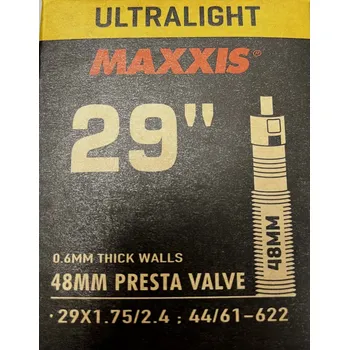 ULTRALIGHT
MAXXIS®
29"
48MM
0.6MM THICK WALLS
48MM PRESTA VALVE
·29X1.75/2.4 ; 44/61-622